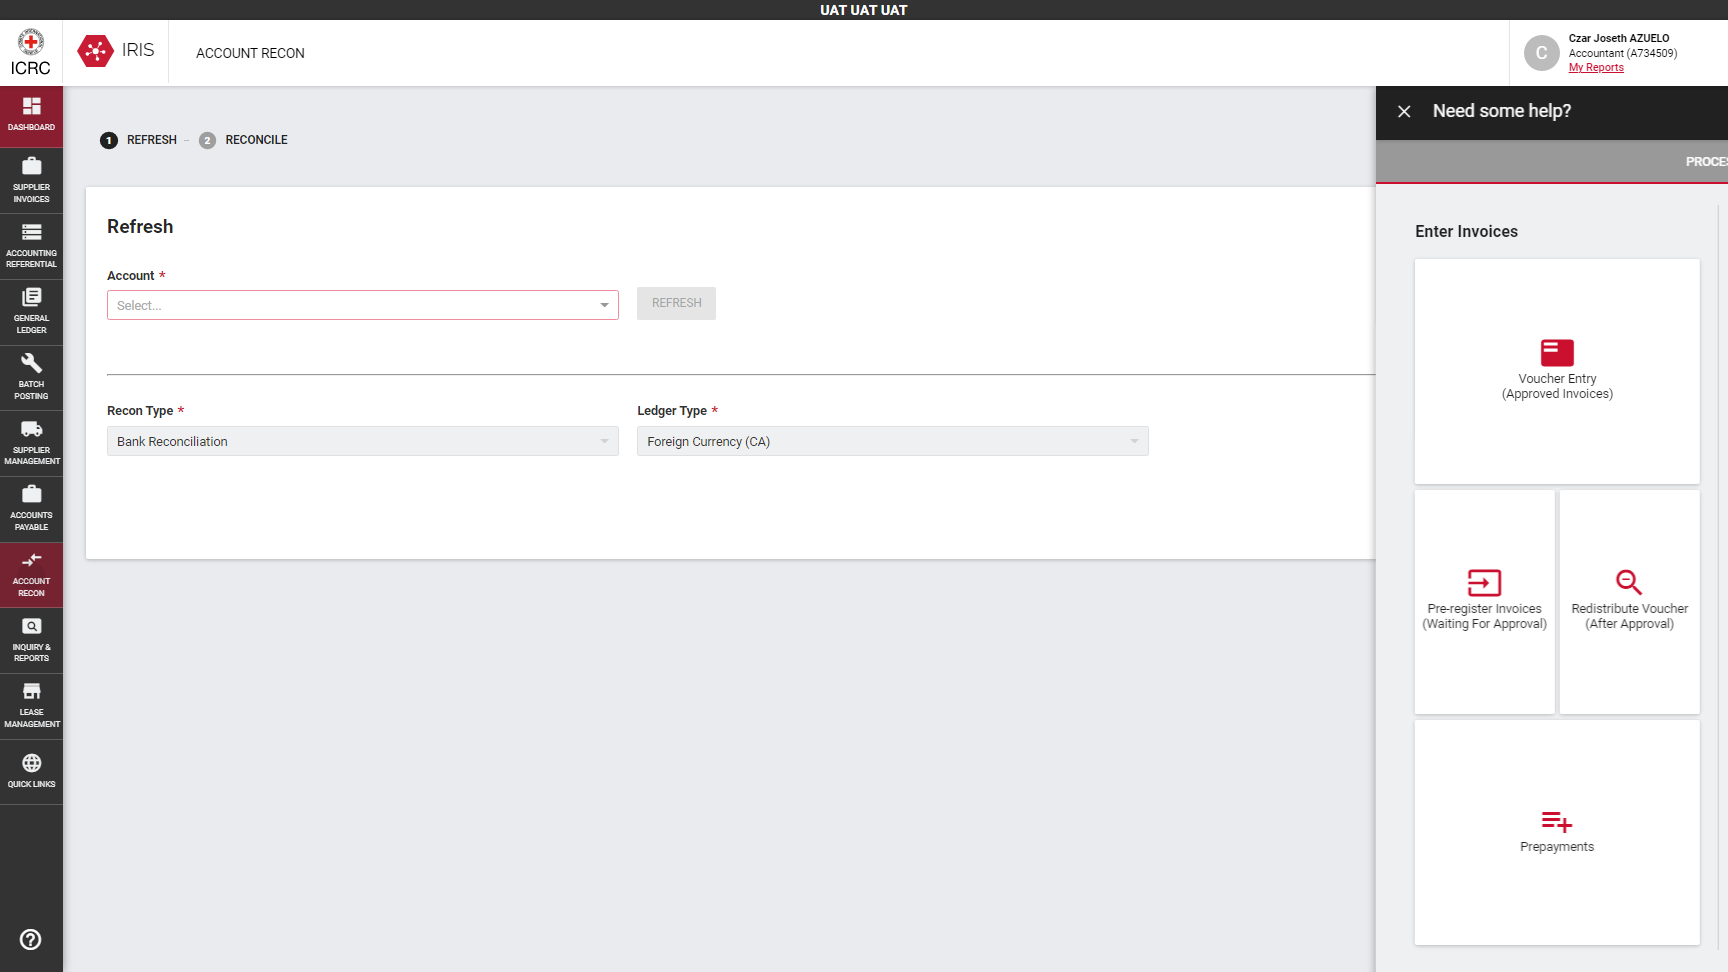 UAT UAT UAT
ICRC
IRIS
ACCOUNT RECON
C
Czar Joseth AZUELO
Accountant (A734509)
My Reports
DASHBOARD
SUPPLIER
INVOICES
ACCOUNTING
REFERENTIAL
GENERAL
LEDGER
BATCH
POSTING
SUPPLIER
MANAGEMENT
ACCOUNTS
PAYABLE
ACCOUNT
RECON
INQUIRY &
REPORTS
LEASE
MANAGEMENT
QUICK LINKS
1 REFRESH – 2 RECONCILE
Refresh
Account *
Select...
REFRESH
Recon Type *
Ledger Type *
Bank Reconciliation
Foreign Currency (CA)
Need some help?
PROCES
Enter Invoices
Voucher Entry
(Approved Invoices)
Pre-register Invoices
(Waiting For Approval)
Redistribute Voucher
(After Approval)
Prepayments